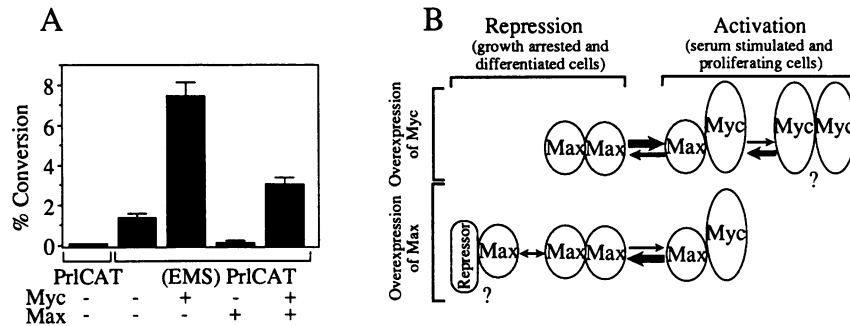 A
% Conversion
8
6
4
2
0
PrlCAT
(EMS) PrlCAT
Myc - - + - +
Max - - - + +
B
Repression
(growth arrested and
differentiated cells)
Activation
(serum stimulated and
proliferating cells)
Overexpression
of Myc
Max Max
Max Myc
Myc Myc
?
Overexpression
of Max
Repressor Max
?
Max Max
Max Myc